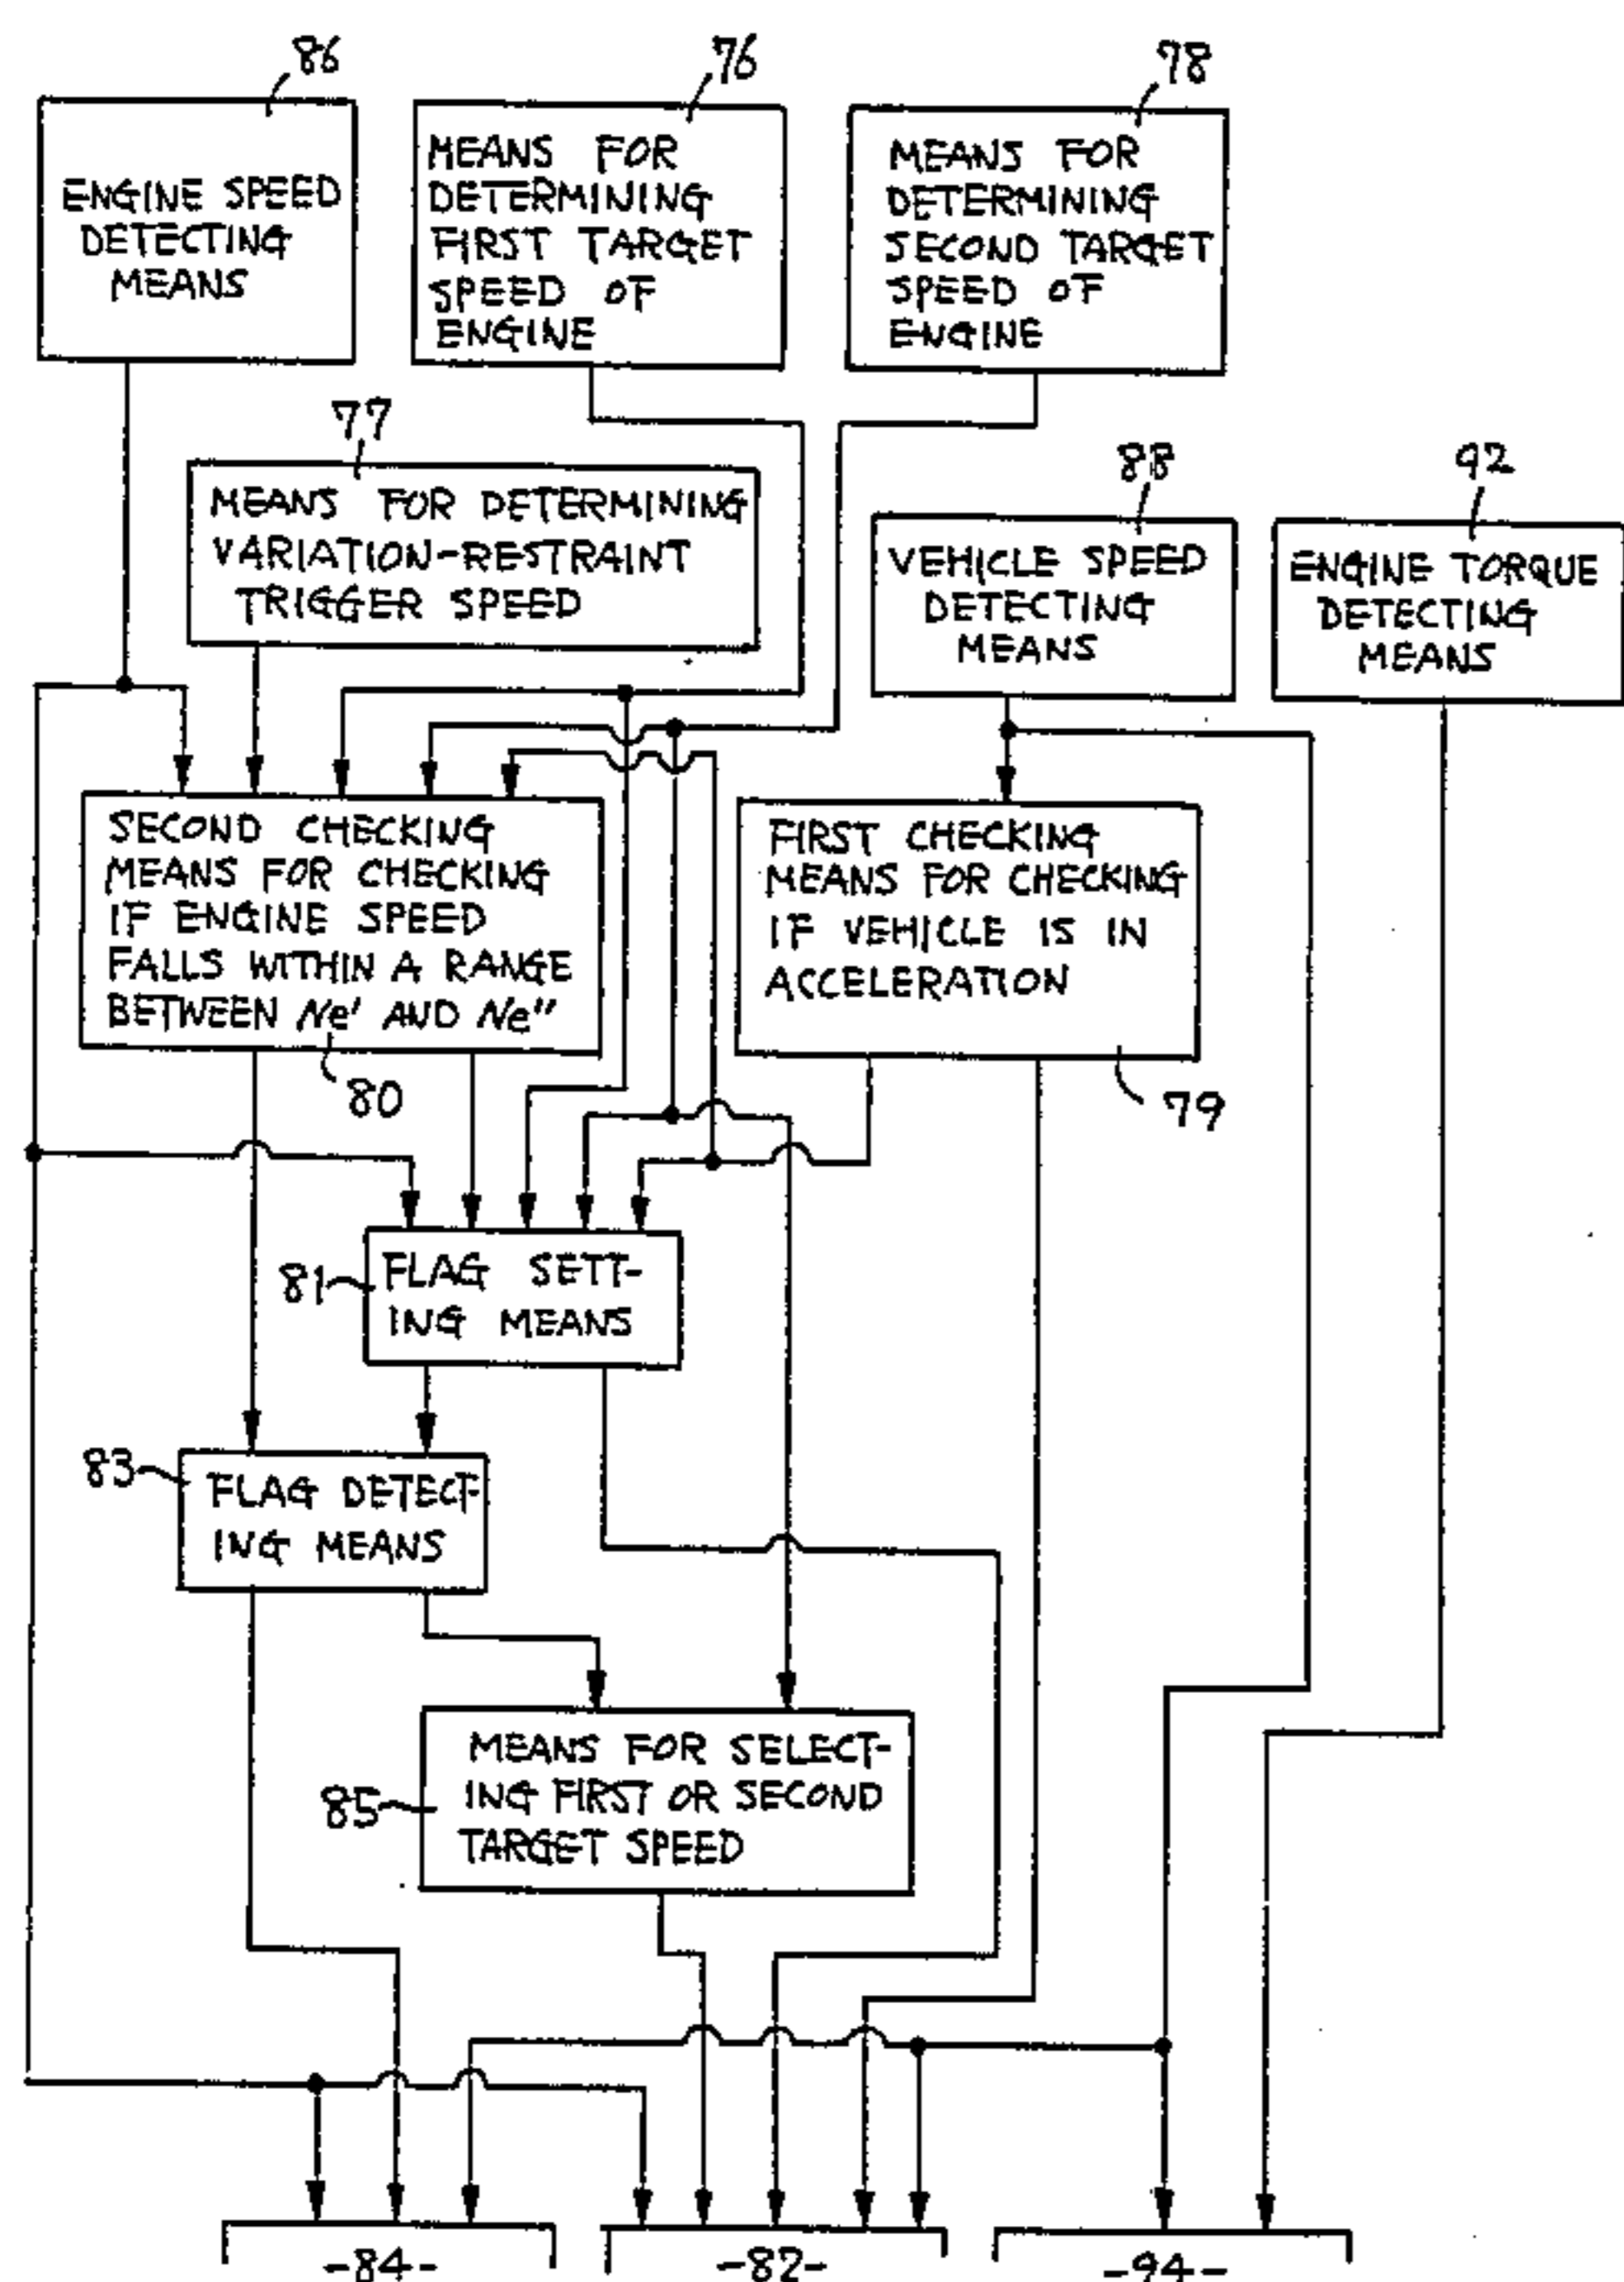 86
76
78
ENGINE SPEED
DETECTING
MEANS
MEANS FOR
DETERMINING
FIRST TARGET
SPEED OF
ENGINE
MEANS FOR
DETERMINING
SECOND TARGET
SPEED OF
ENGINE
77
88
92
MEANS FOR DETERMINING
VARIATION-RESTRAINT
TRIGGER SPEED
VEHICLE SPEED
DETECTING
MEANS
ENGINE TORQUE
DETECTING
MEANS
SECOND CHECKING
MEANS FOR CHECKING
IF ENGINE SPEED
FALLS WITHIN A RANGE
BETWEEN Ne' AND Ne"
80
FIRST CHECKING
MEANS FOR CHECKING
IF VEHICLE IS IN
ACCELERATION
79
81
FLAG SETT-
ING MEANS
83
FLAG DETECT-
ING MEANS
85
MEANS FOR SELECT-
ING FIRST OR SECOND
TARGET SPEED
-84-
-82-
-94-